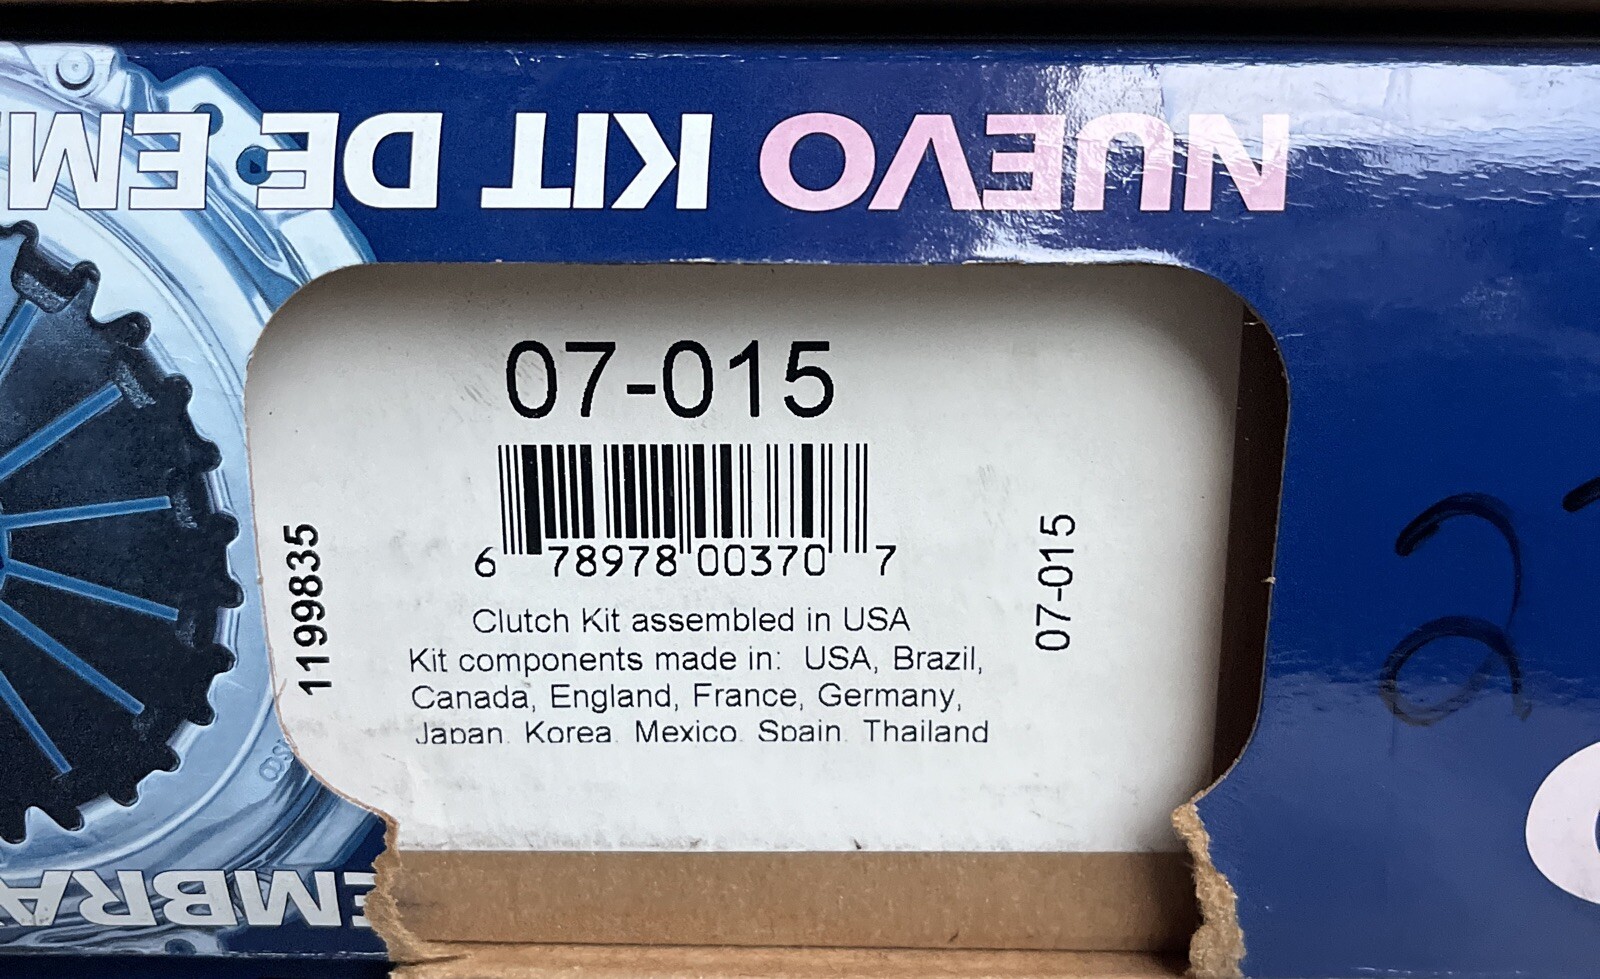 NUEVO KIT DE EM
07-015
6 78978 00370 7
Clutch Kit assembled in USA
Kit components made in: USA, Brazil,
Canada, England, France, Germany,
Japan, Korea, Mexico, Spain, Thailand
1199835
07-015
EMBRA